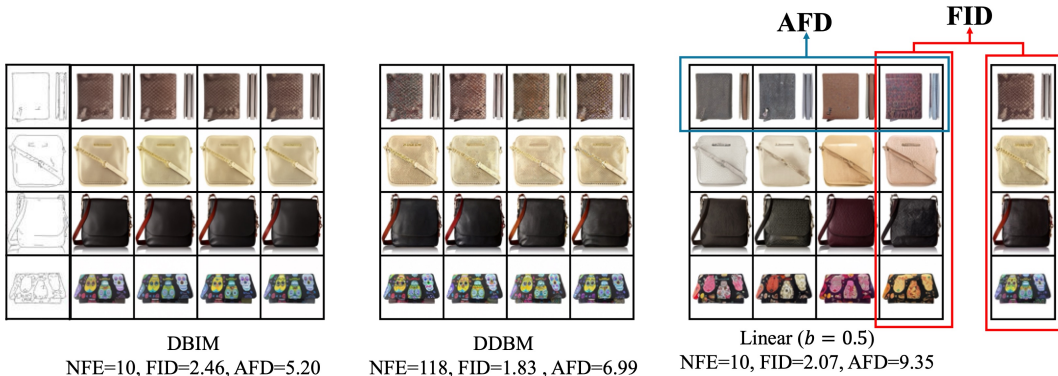 AFD
FID
DBIM
NFE=10, FID=2.46, AFD=5.20
DDBM
NFE=118, FID=1.83 , AFD=6.99
Linear (b = 0.5)
NFE=10, FID=2.07, AFD=9.35